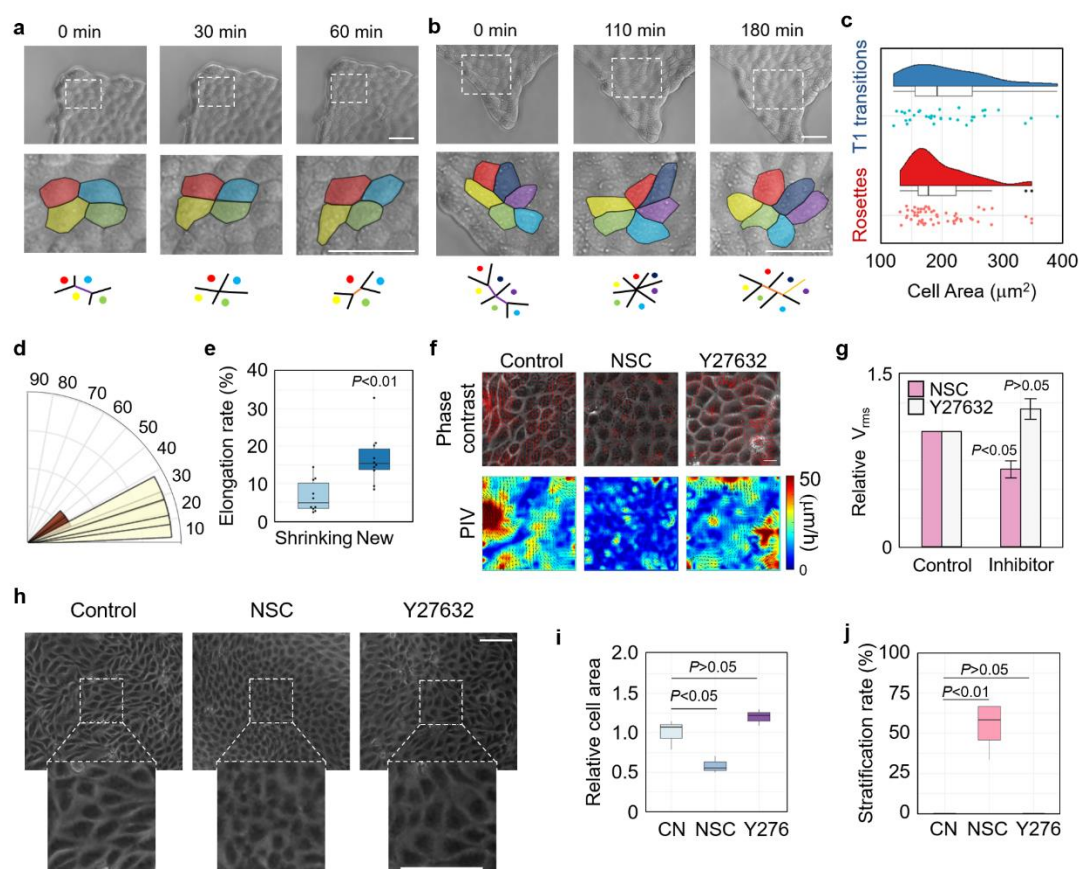 a
0 min 30 min 60 min
b
0 min 110 min 180 min
c
T1 transitions
Rosettes
100 200 300 400
Cell Area (μm²)
d
90
80
70
60
50
40
30
20
10
e
Elongation rate (%)
40
30
20
10
0
P<0.01
Shrinking New
f
Control NSC Y27632
Phase contrast
PIV
50
(μm/h)
0
g
Relative Vrms
1.5
0
NSC
Y27632
P>0.05
P<0.05
Control Inhibitor
h
Control NSC Y27632
i
Relative cell area
2.0
1.5
1.0
0.5
0
P>0.05
P<0.05
CN NSC Y276
j
Stratification rate (%)
100
75
50
25
0
P>0.05
P<0.01
CN NSC Y276